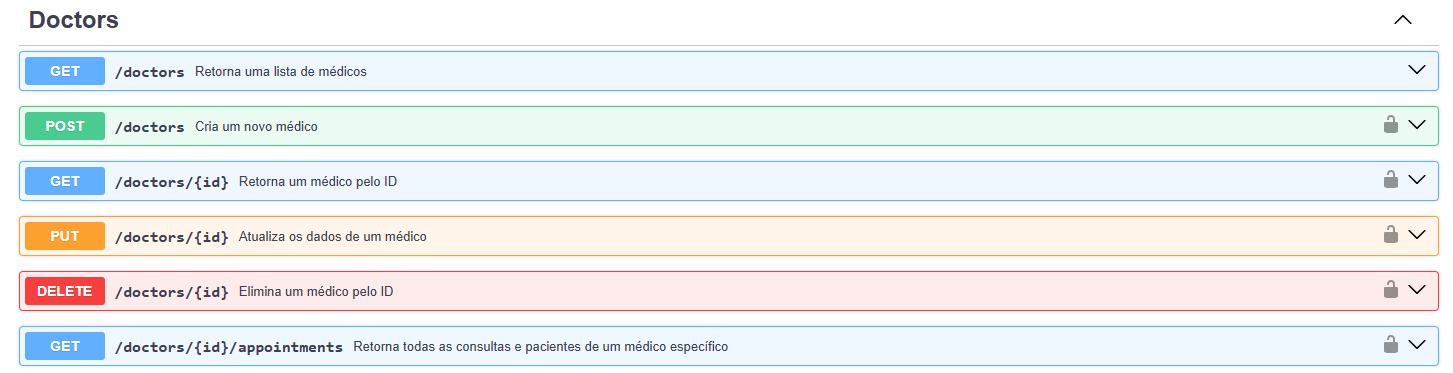 Doctors
GET /doctors Retorna uma lista de médicos
POST /doctors Cria um novo médico
GET /doctors/{id} Retorna um médico pelo ID
PUT /doctors/{id} Atualiza os dados de um médico
DELETE /doctors/{id} Elimina um médico pelo ID
GET /doctors/{id}/appointments Retorna todas as consultas e pacientes de um médico específico